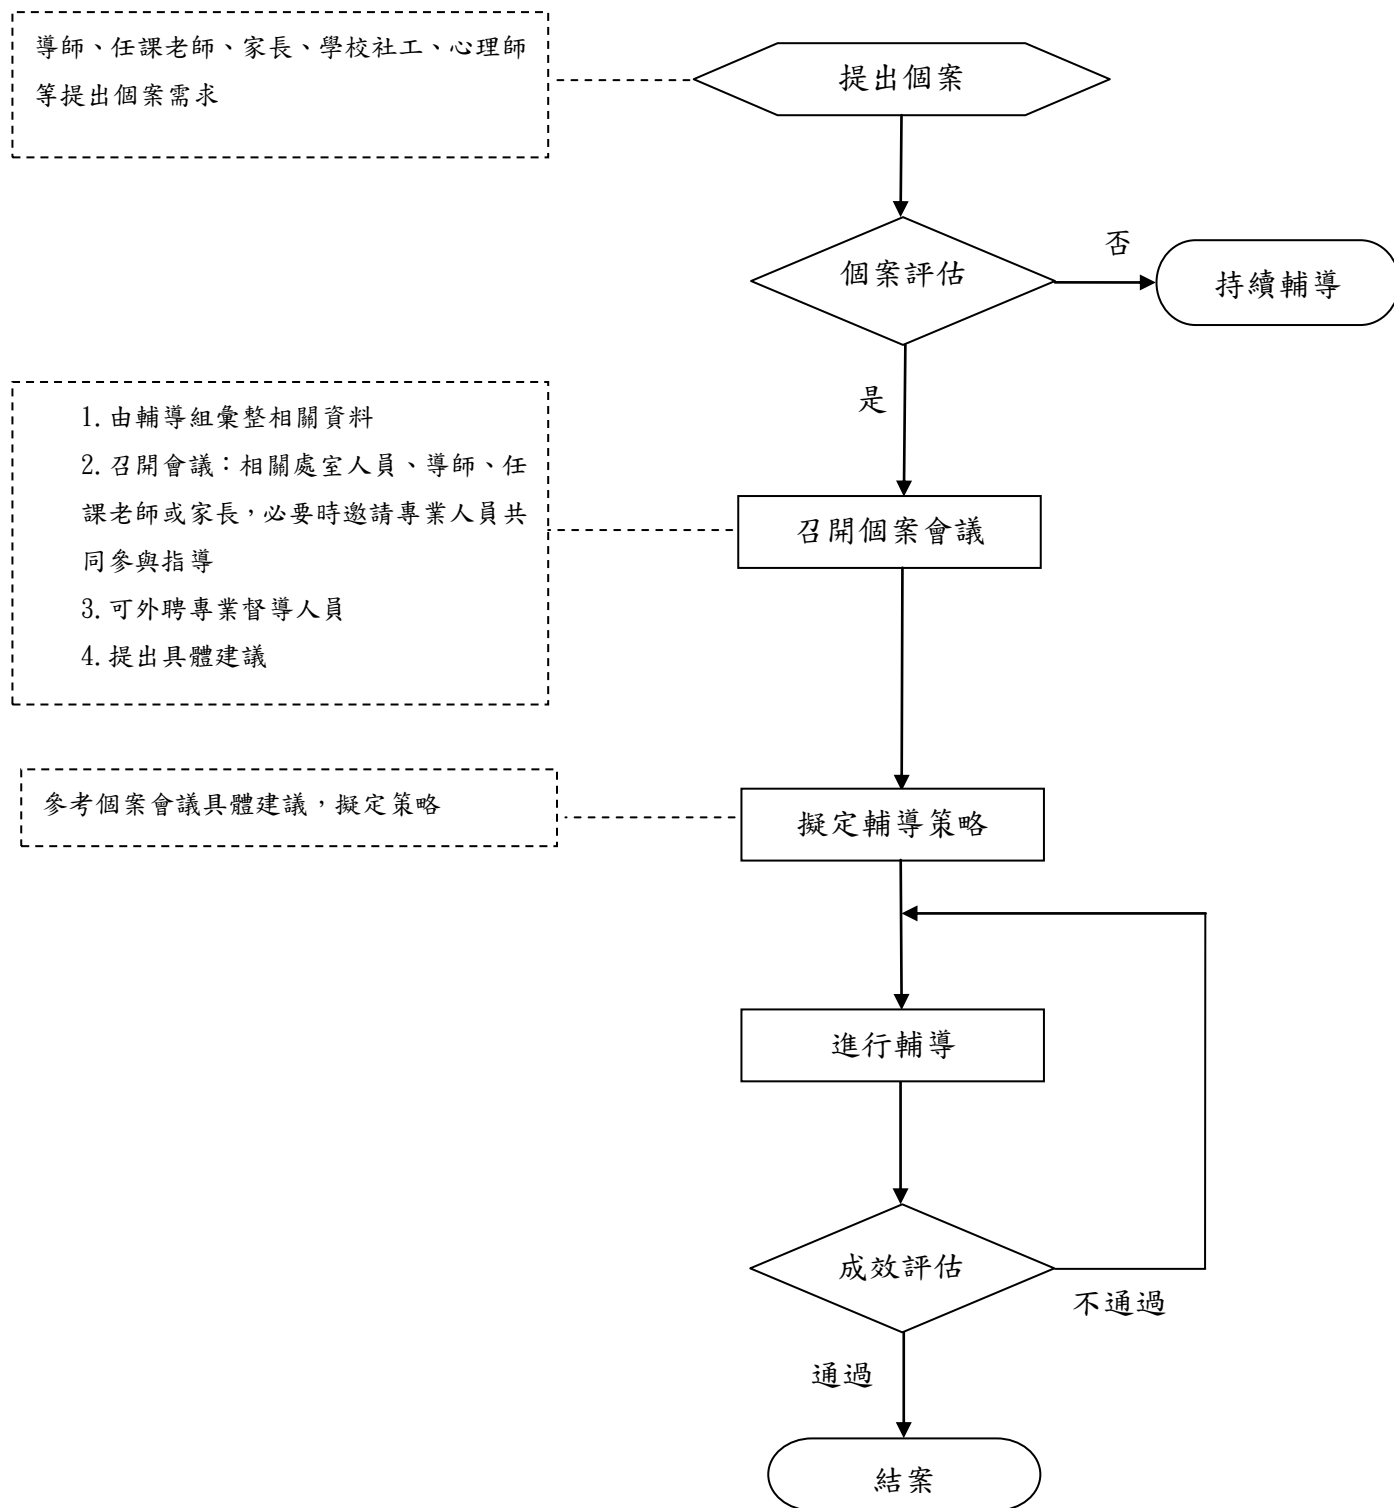 導師、任課老師、家長、學校社工、心理師
等提出個案需求
提出個案
個案評估
否
持續輔導
是
1.由輔導組彙整相關資料
2.召開會議：相關處室人員、導師、任
課老師或家長，必要時邀請專業人員共
同參與指導
3.可外聘專業督導人員
4.提出具體建議
召開個案會議
參考個案會議具體建議，擬定策略
擬定輔導策略
進行輔導
成效評估
不通過
通過
結案